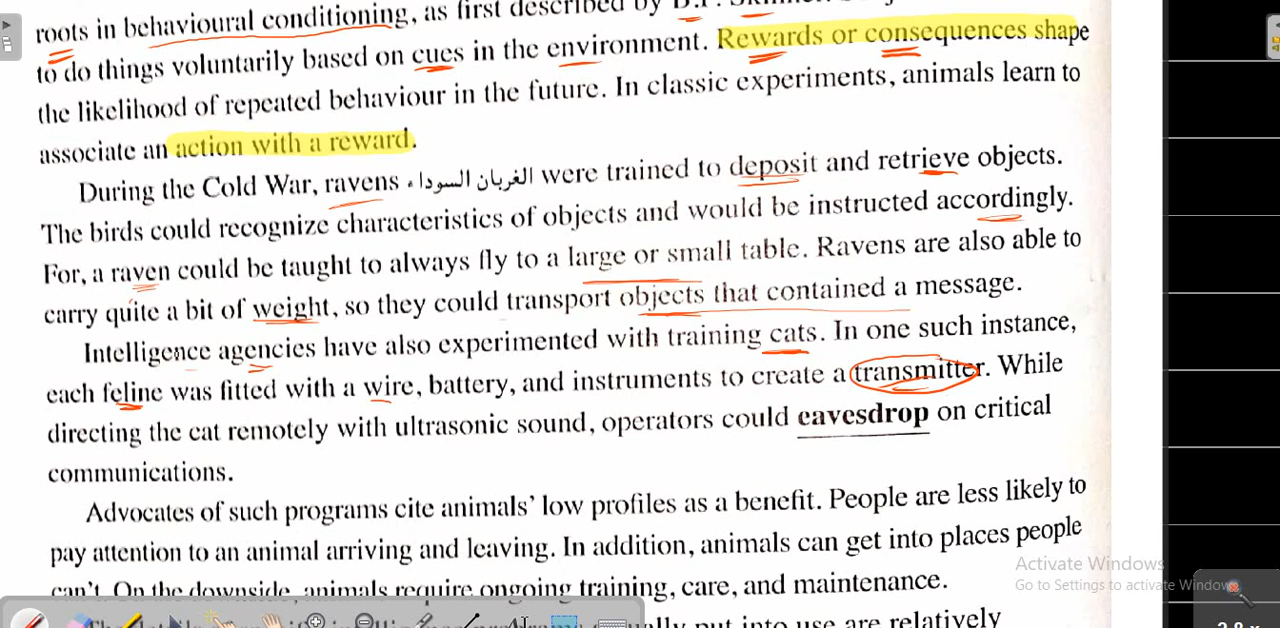 roots in behavioural conditioning, as first described by B.F.
to do things voluntarily based on cues in the environment. Rewards or consequences shape
the likelihood of repeated behaviour in the future. In classic experiments, animals learn to
associate an action with a reward.
During the Cold War, ravens الغربان السوداء were trained to deposit and retrieve objects.
The birds could recognize characteristics of objects and would be instructed accordingly.
For, a raven could be taught to always fly to a large or small table. Ravens are also able to
carry quite a bit of weight, so they could transport objects that contained a message.
Intelligence agencies have also experimented with training cats. In one such instance,
each feline was fitted with a wire, battery, and instruments to create a transmitter. While
directing the cat remotely with ultrasonic sound, operators could eavesdrop on critical
communications.
Advocates of such programs cite animals' low profiles as a benefit. People are less likely to
pay attention to an animal arriving and leaving. In addition, animals can get into places people
can't. On the downside, animals require ongoing training, care, and maintenance.
put into use are relatively
Activate Windows
Go to Settings to activate Windows.